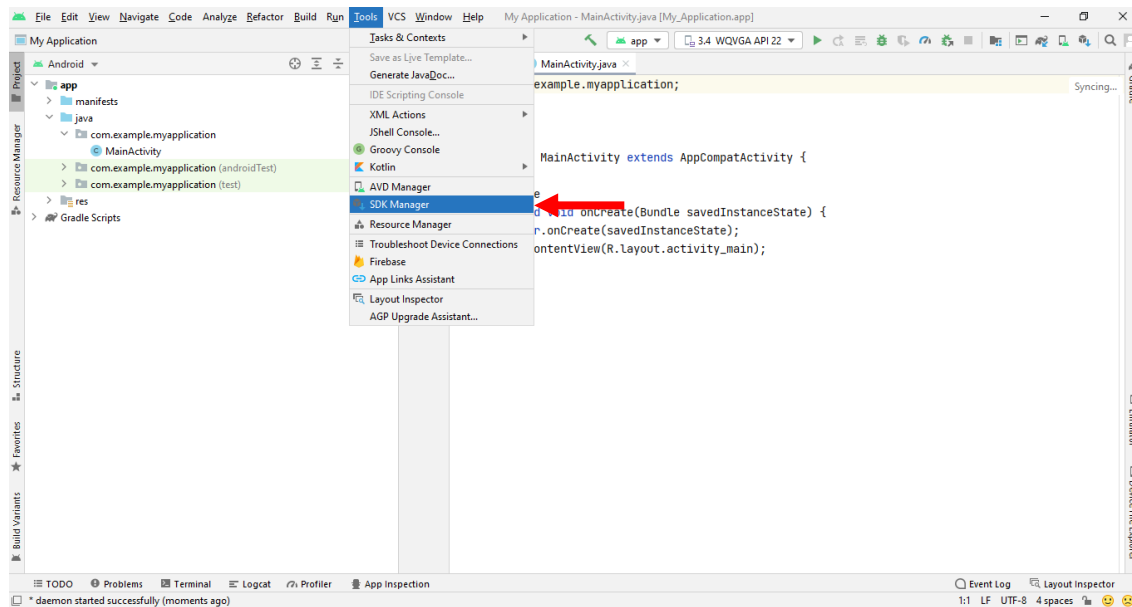 File Edit View Navigate Code Analyze Refactor Build Run Tools VCS Window Help My Application - MainActivity.java [My_Application.app]
My Application
app
3.4 WQVGA API 22
Android
MainActivity.java
Project
Resource Manager
Structure
Favorites
Build Variants
app
manifests
java
com.example.myapplication
MainActivity
com.example.myapplication (androidTest)
com.example.myapplication (test)
res
Gradle Scripts
Tasks & Contexts
Save as Live Template...
Generate JavaDoc...
IDE Scripting Console
XML Actions
JShell Console...
Groovy Console
Kotlin
AVD Manager
SDK Manager
Resource Manager
Troubleshoot Device Connections
Firebase
App Links Assistant
Layout Inspector
AGP Upgrade Assistant...
example.myapplication;
Syncing...
MainActivity extends AppCompatActivity {
e
void onCreate(Bundle savedInstanceState) {
r.onCreate(savedInstanceState);
ontentView(R.layout.activity_main);
TODO Problems Terminal Logcat Profiler App Inspection Event Log Layout Inspector
* daemon started successfully (moments ago) 1:1 LF UTF-8 4 spaces